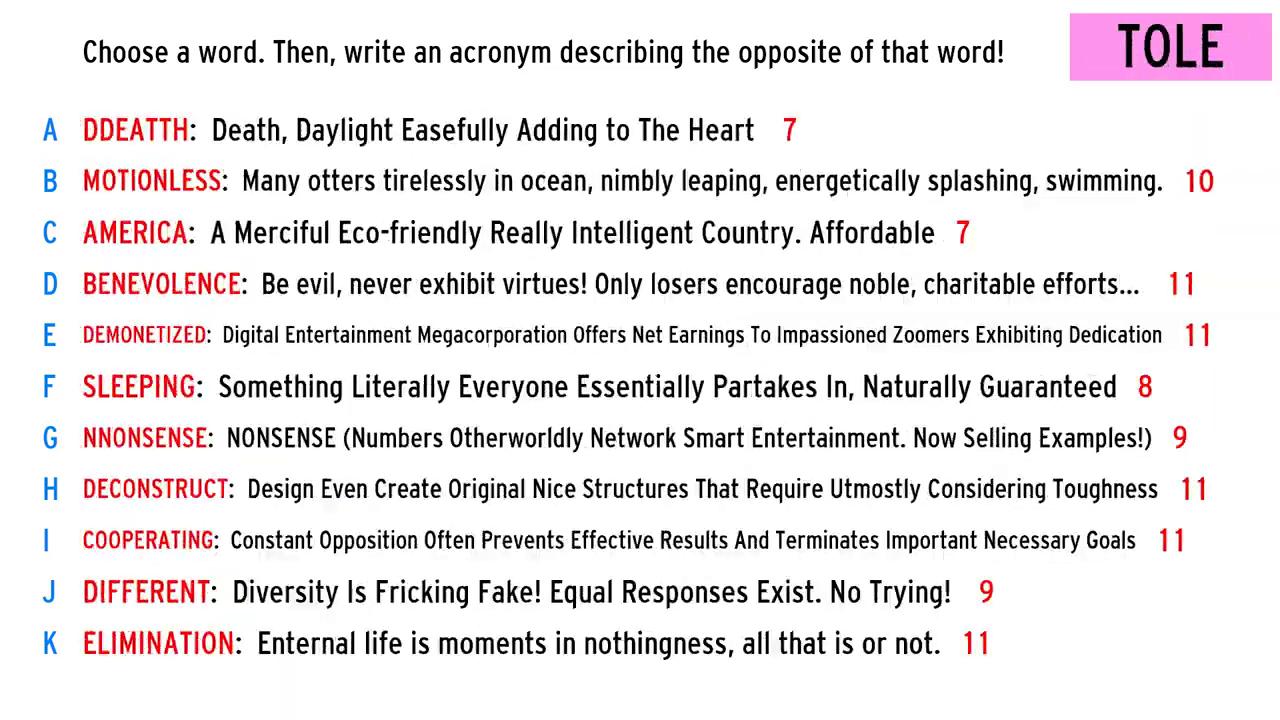 Choose a word. Then, write an acronym describing the opposite of that word!
TOLE
A DDEATTH: Death, Daylight Easefully Adding to The Heart 7
B MOTIONLESS: Many otters tirelessly in ocean, nimbly leaping, energetically splashing, swimming. 10
C AMERICA: A Merciful Eco-friendly Really Intelligent Country. Affordable 7
D BENEVOLENCE: Be evil, never exhibit virtues! Only losers encourage noble, charitable efforts... 11
E DEMONETIZED: Digital Entertainment Megacorporation Offers Net Earnings To Impassioned Zoomers Exhibiting Dedication 11
F SLEEPING: Something Literally Everyone Essentially Partakes In, Naturally Guaranteed 8
G NNONSENSE: NONSENSE (Numbers Otherworldly Network Smart Entertainment. Now Selling Examples!) 9
H DECONSTRUCT: Design Even Create Original Nice Structures That Require Utmostly Considering Toughness 11
I COOPERATING: Constant Opposition Often Prevents Effective Results And Terminates Important Necessary Goals 11
J DIFFERENT: Diversity Is Fricking Fake! Equal Responses Exist. No Trying! 9
K ELIMINATION: Enternal life is moments in nothingness, all that is or not. 11